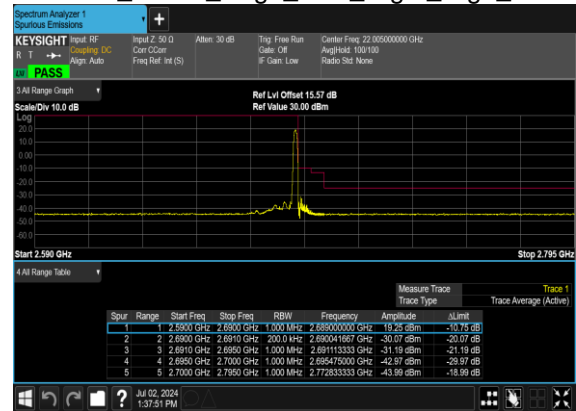 Spectrum Analyzer 1
Spurious Emissions
KEYSIGHT Input: RF Input Z: 50 Ω Atten: 30 dB Trig: Free Run Center Freq: 22.005000000 GHz
R T Coupling: DC Corr CCorr Gate: Off Avg|Hold: 100/100
Align: Auto Freq Ref: Int (S) IF Gain: Low Radio Std: None
PASS
3 All Range Graph
Ref Lvl Offset 15.57 dB
Scale/Div 10.0 dB Ref Value 30.00 dBm
Log
20.0
10.0
0.00
-10.0
-20.0
-30.0
-40.0
-50.0
-60.0
Start 2.590 GHz Stop 2.795 GHz
4 All Range Table
Measure Trace Trace 1
Trace Type Trace Average (Active)
Spur Range Start Freq Stop Freq RBW Frequency Amplitude ΔLimit
1 1 2.5900 GHz 2.6900 GHz 1.000 MHz 2.689000000 GHz 19.25 dBm -10.75 dB
2 2 2.6900 GHz 2.6910 GHz 200.0 kHz 2.690041667 GHz -30.07 dBm -20.07 dB
3 3 2.6910 GHz 2.6950 GHz 1.000 MHz 2.691113333 GHz -31.19 dBm -21.19 dB
4 4 2.6950 GHz 2.7000 GHz 1.000 MHz 2.695475000 GHz -42.97 dBm -29.97 dB
5 5 2.7000 GHz 2.7950 GHz 1.000 MHz 2.772833333 GHz -43.99 dBm -18.99 dB
Jul 02, 2024
1:37:51 PM